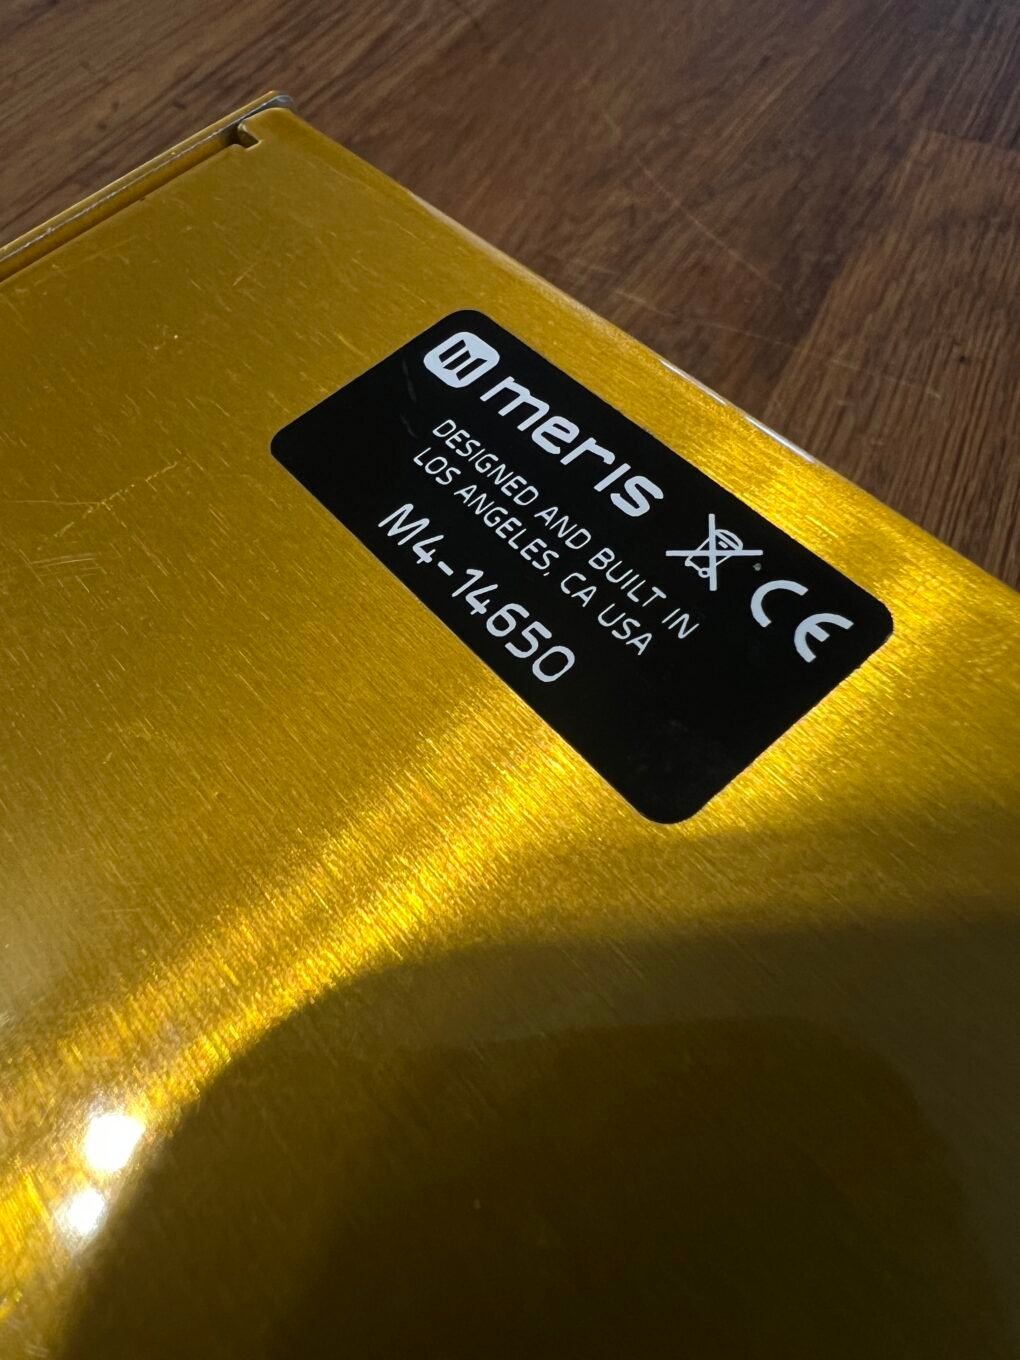 meris
DESIGNED AND BUILT IN
LOS ANGELES, CA USA
M4-14650
CE